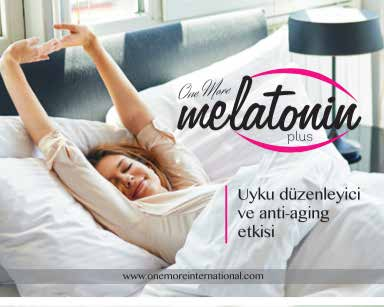 One More
melatonin
plus
Uyku düzenleyici
ve anti-aging
etkisi
www.onemoreinternational.com